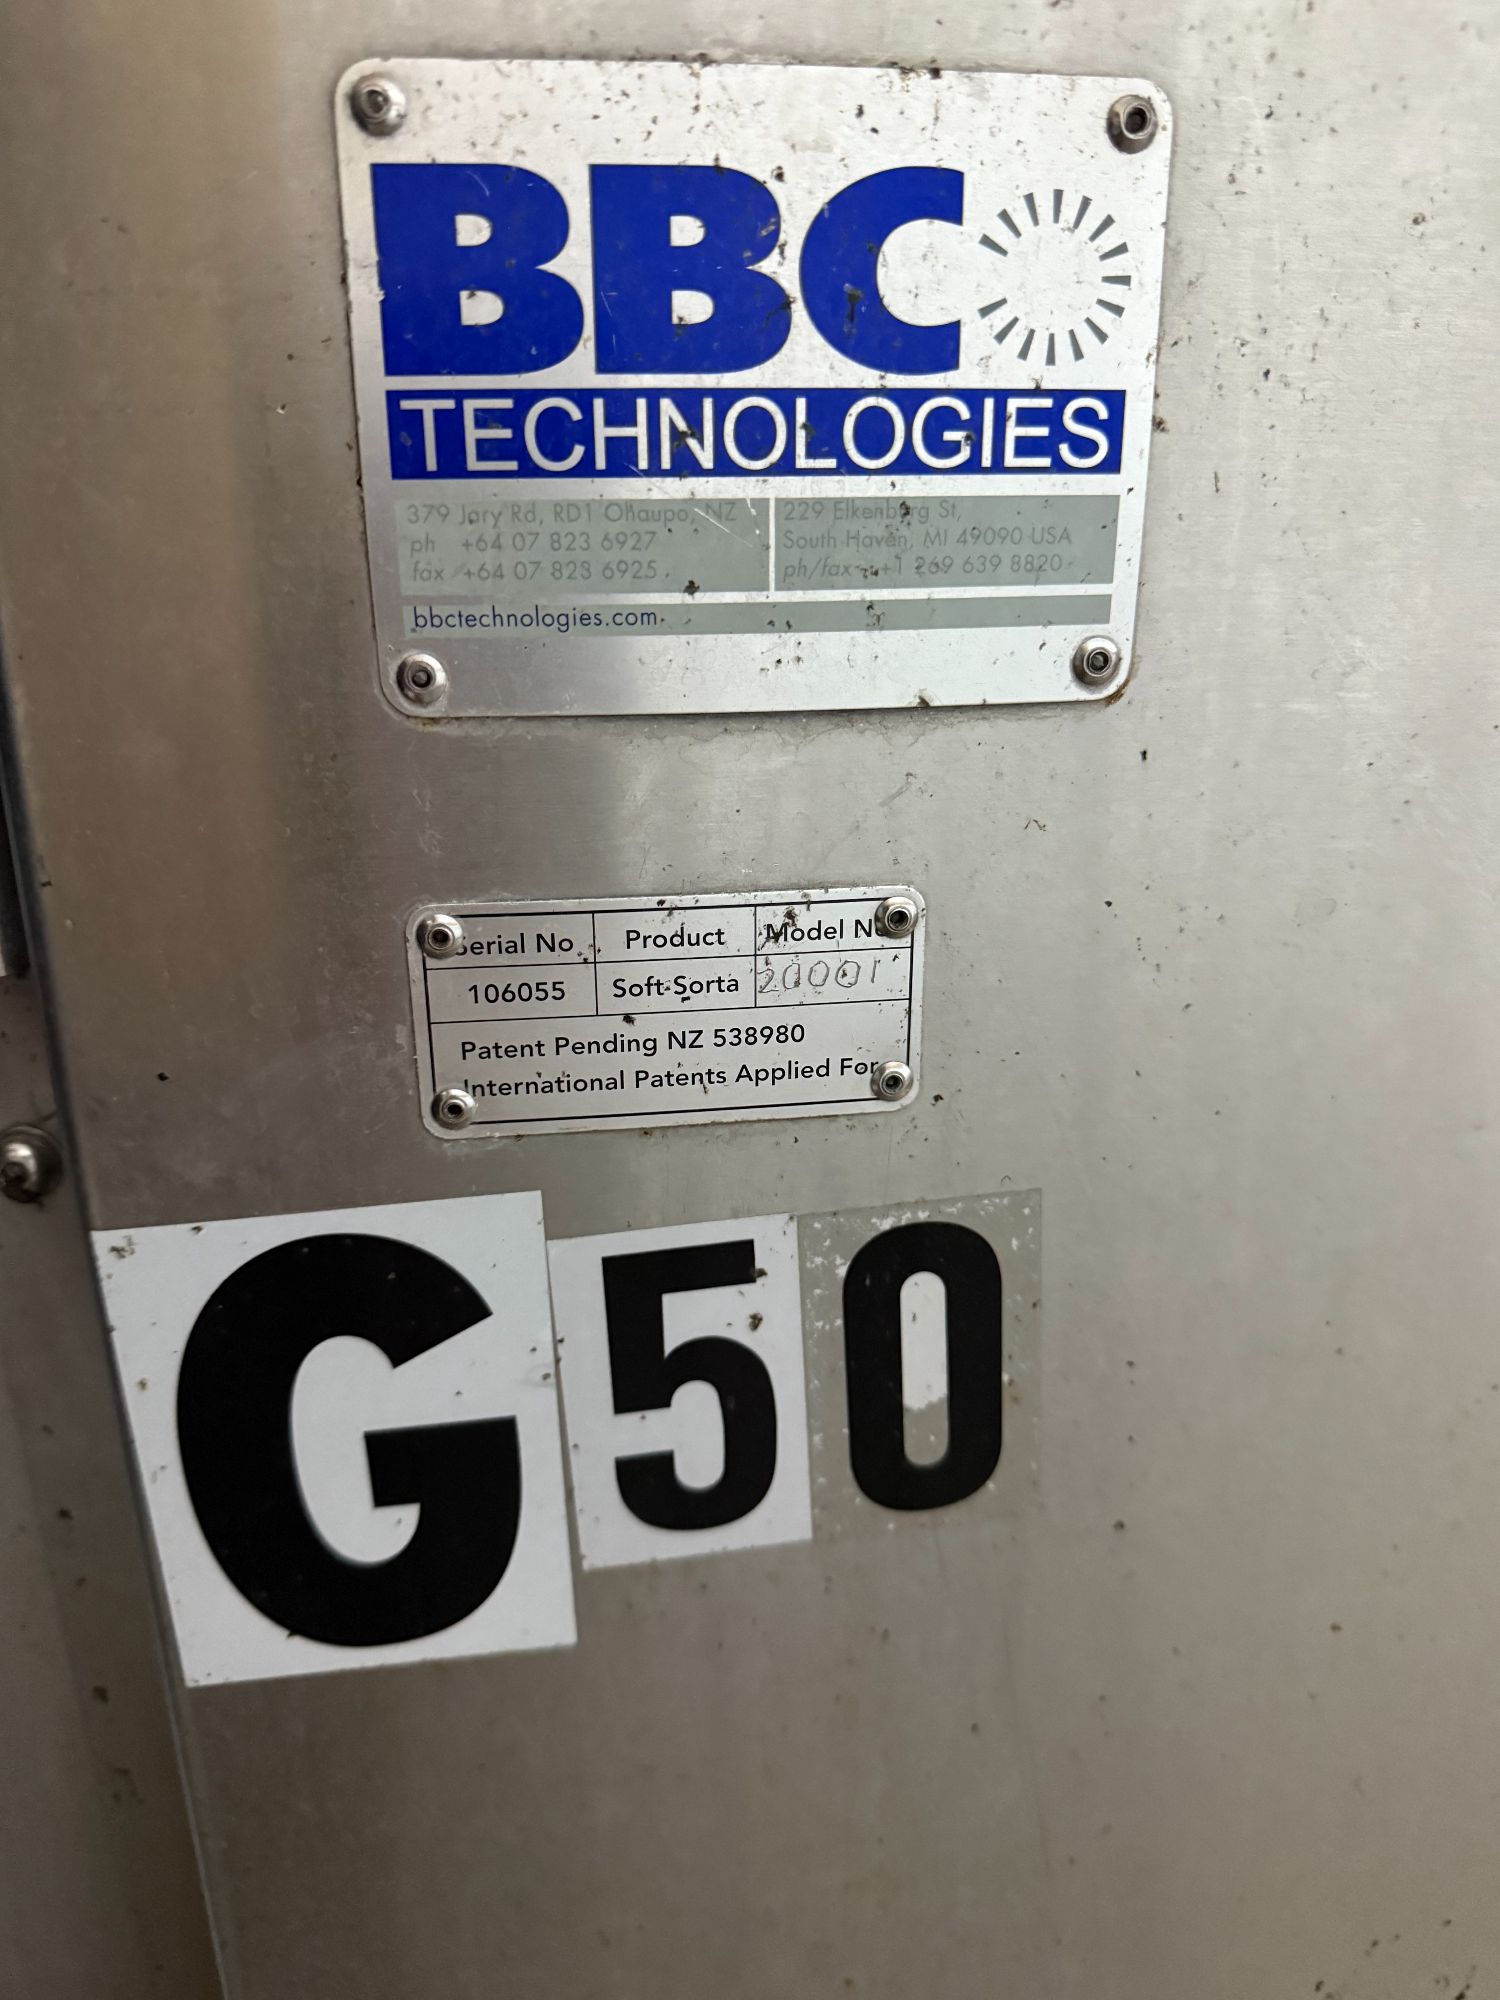 BBC
TECHNOLOGIES
379 Jary Rd, RD1 Ohaupo, NZ
ph +64 07 823 6927
fax +64 07 823 6925
229 Elkenburg St,
South Haven, MI 49090 USA
ph/fax +1 269 639 8820
bbctechnologies.com
Serial No Product Model No
106055 Soft Sorta 20001
Patent Pending NZ 538980
International Patents Applied For
G50